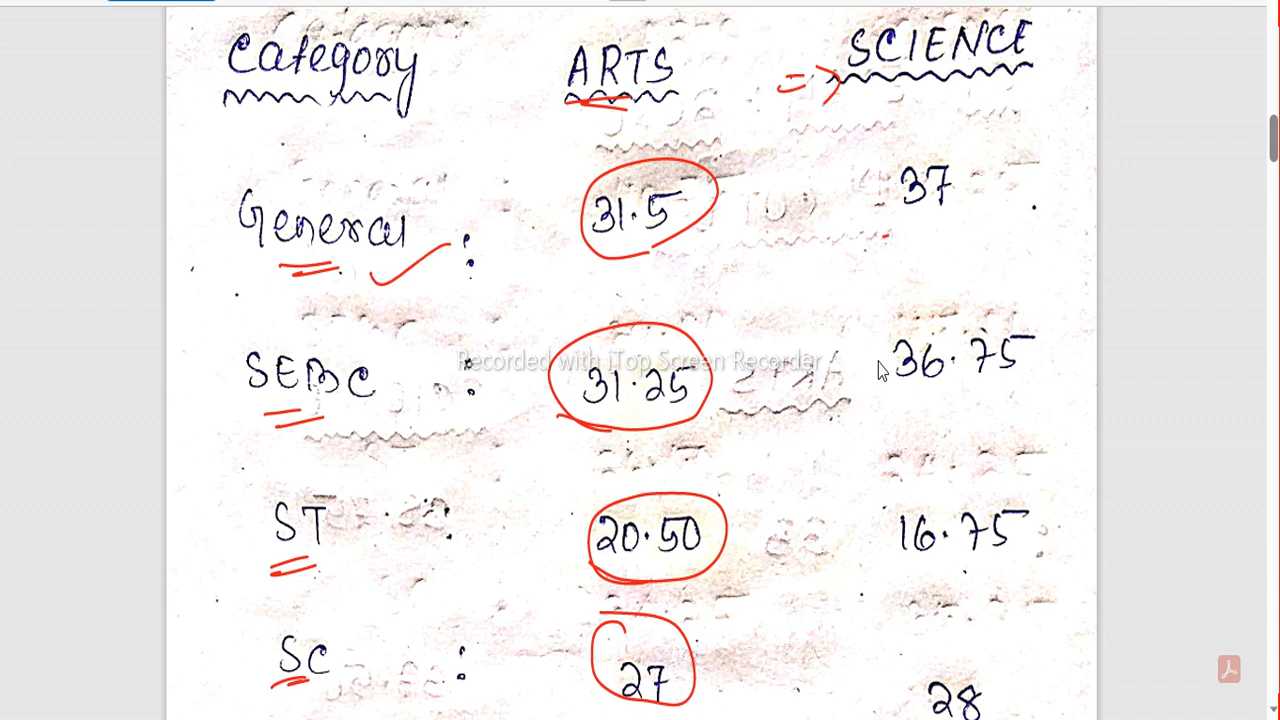 Category ARTS => SCIENCE
General : 31.5 37
Recorded with iTop Screen Recorder
SEBC : 31.25 36.75
ST : 20.50 16.75
SC : 27 28